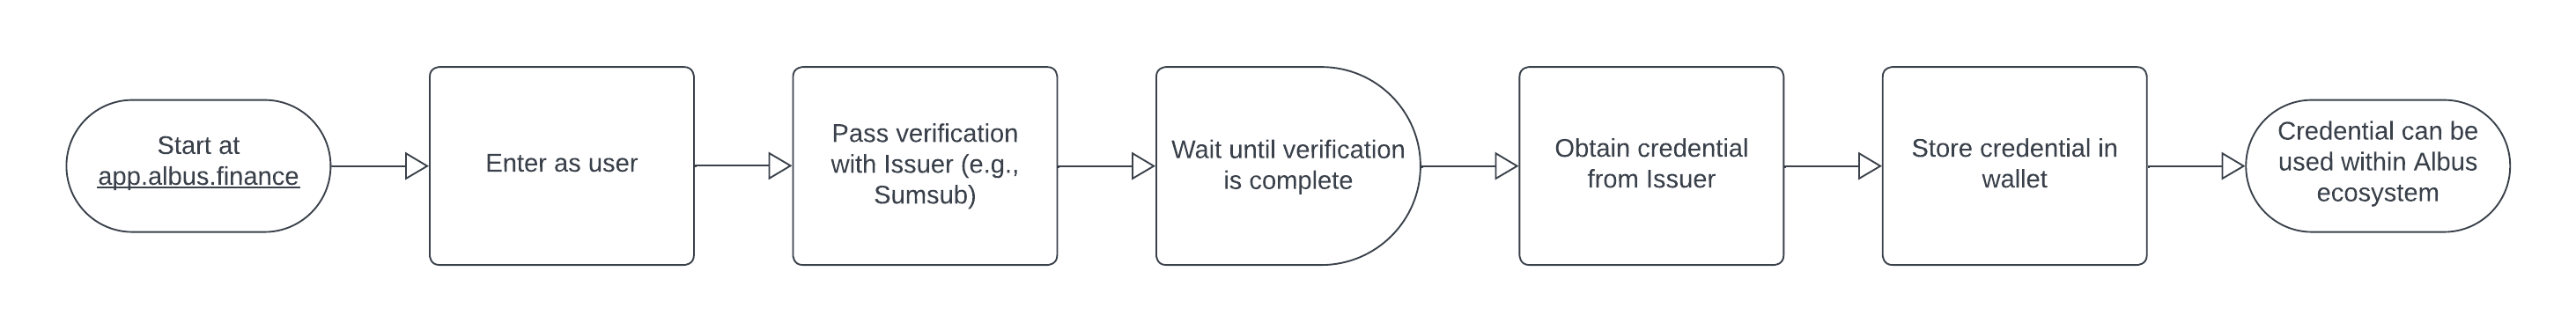 Start at
app.albus.finance
Enter as user
Pass verification
with Issuer (e.g.,
Sumsub)
Wait until verification
is complete
Obtain credential
from Issuer
Store credential in
wallet
Credential can be
used within Albus
ecosystem